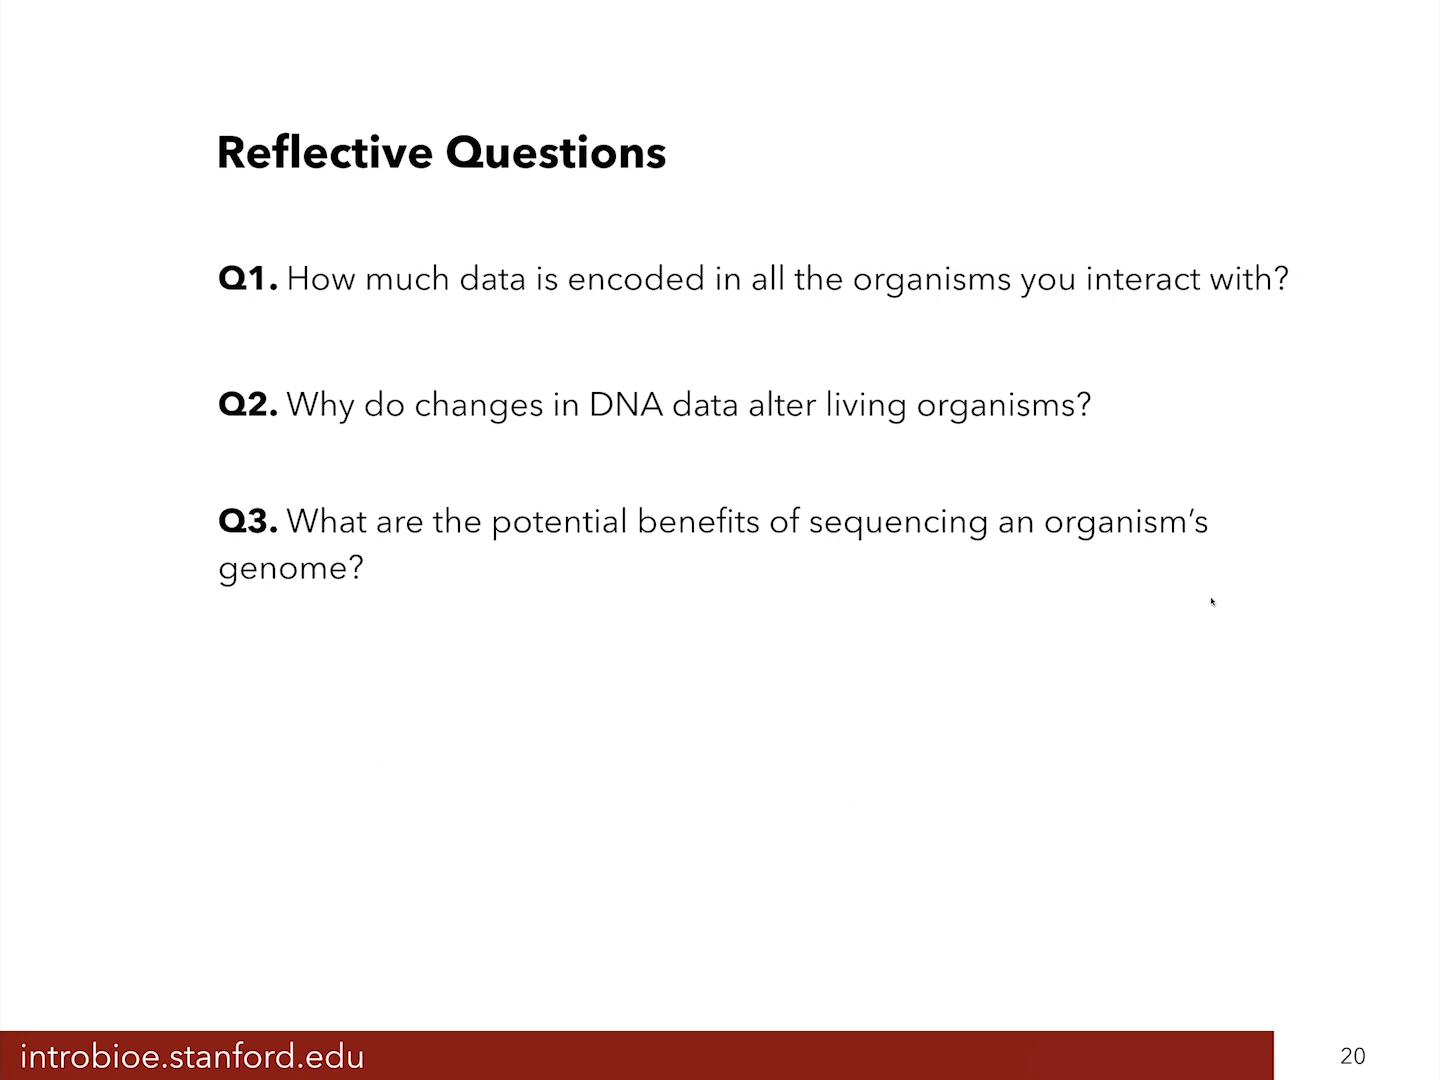 Reflective Questions
Q1. How much data is encoded in all the organisms you interact with?
Q2. Why do changes in DNA data alter living organisms?
Q3. What are the potential benefits of sequencing an organism’s
genome?
introbioe.stanford.edu
20